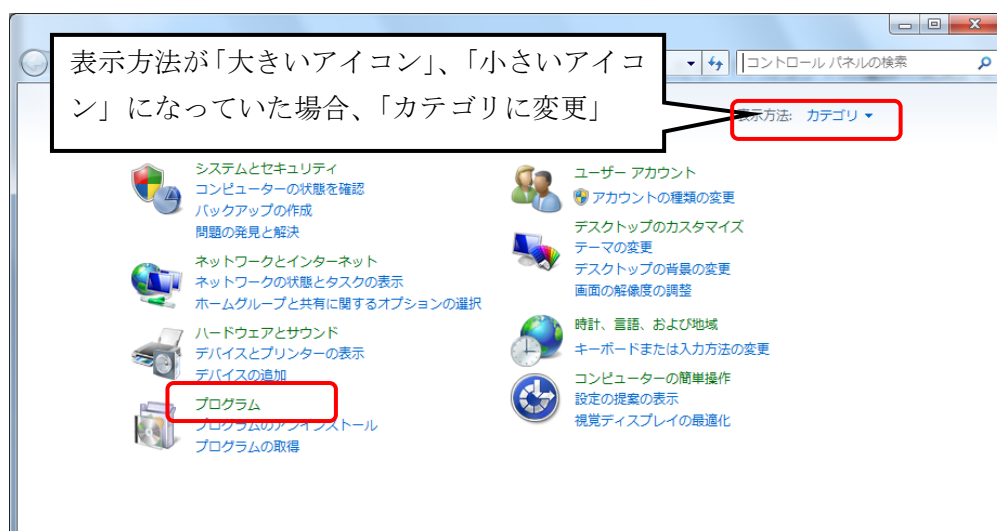 表示方法が「大きいアイコン」、「小さいアイコ
ン」になっていた場合、「カテゴリに変更」
コントロール パネルの検索
表示方法: カテゴリ
システムとセキュリティ
コンピューターの状態を確認
バックアップの作成
問題の発見と解決
ネットワークとインターネット
ネットワークの状態とタスクの表示
ホームグループと共有に関するオプションの選択
ハードウェアとサウンド
デバイスとプリンターの表示
デバイスの追加
プログラム
プログラムのアンインストール
プログラムの取得
ユーザー アカウント
アカウントの種類の変更
デスクトップのカスタマイズ
テーマの変更
デスクトップの背景の変更
画面の解像度の調整
時計、言語、および地域
キーボードまたは入力方法の変更
コンピューターの簡単操作
設定の提案の表示
視覚ディスプレイの最適化